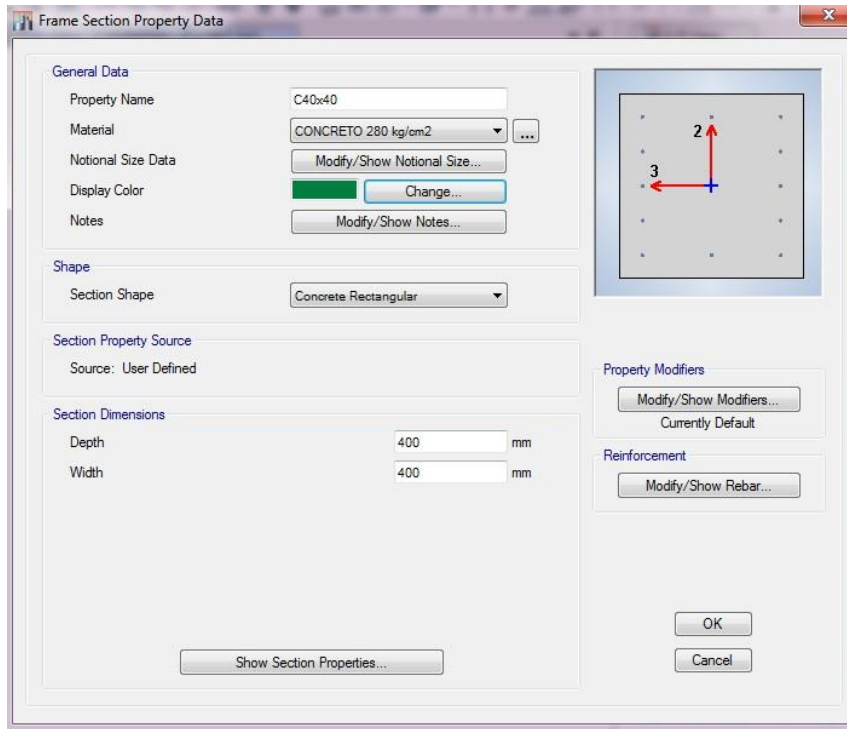 Frame Section Property Data
General Data
Property Name C40x40
Material CONCRETO 280 kg/cm2 ...
Notional Size Data Modify/Show Notional Size...
Display Color Change...
Notes Modify/Show Notes...
2
3
Shape
Section Shape Concrete Rectangular
Section Property Source
Source: User Defined
Property Modifiers
Modify/Show Modifiers...
Currently Default
Section Dimensions
Depth 400 mm
Width 400 mm
Reinforcement
Modify/Show Rebar...
OK
Show Section Properties...
Cancel